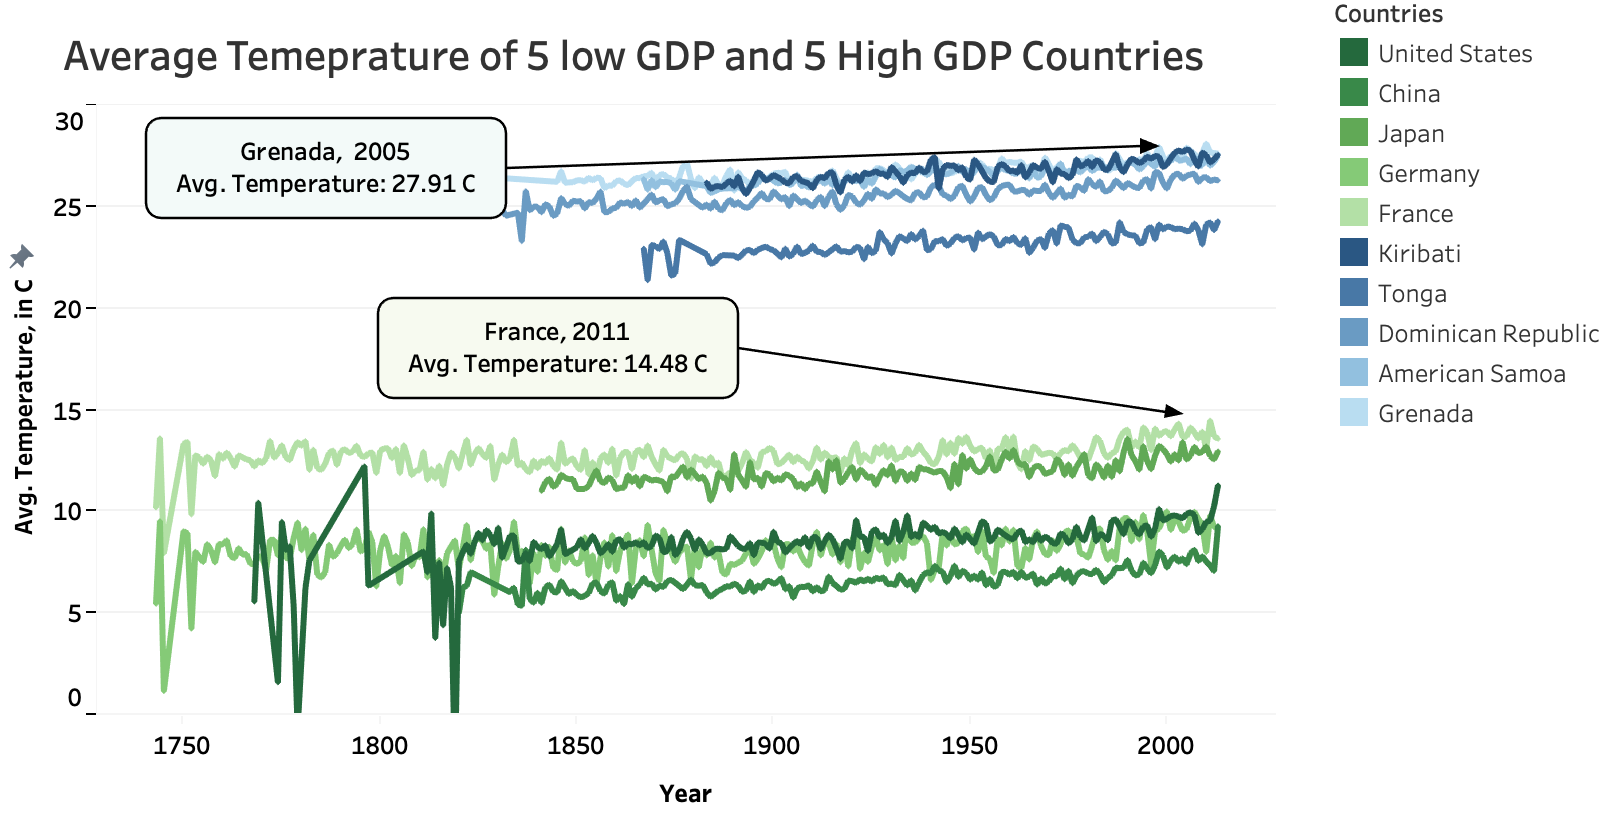 Average Temeprature of 5 low GDP and 5 High GDP Countries
Countries
United States
China
Japan
Germany
France
Kiribati
Tonga
Dominican Republic
American Samoa
Grenada
Grenada, 2005
Avg. Temperature: 27.91 C
France, 2011
Avg. Temperature: 14.48 C
Avg. Temperature, in C
30
25
20
15
10
5
0
1750 1800 1850 1900 1950 2000
Year